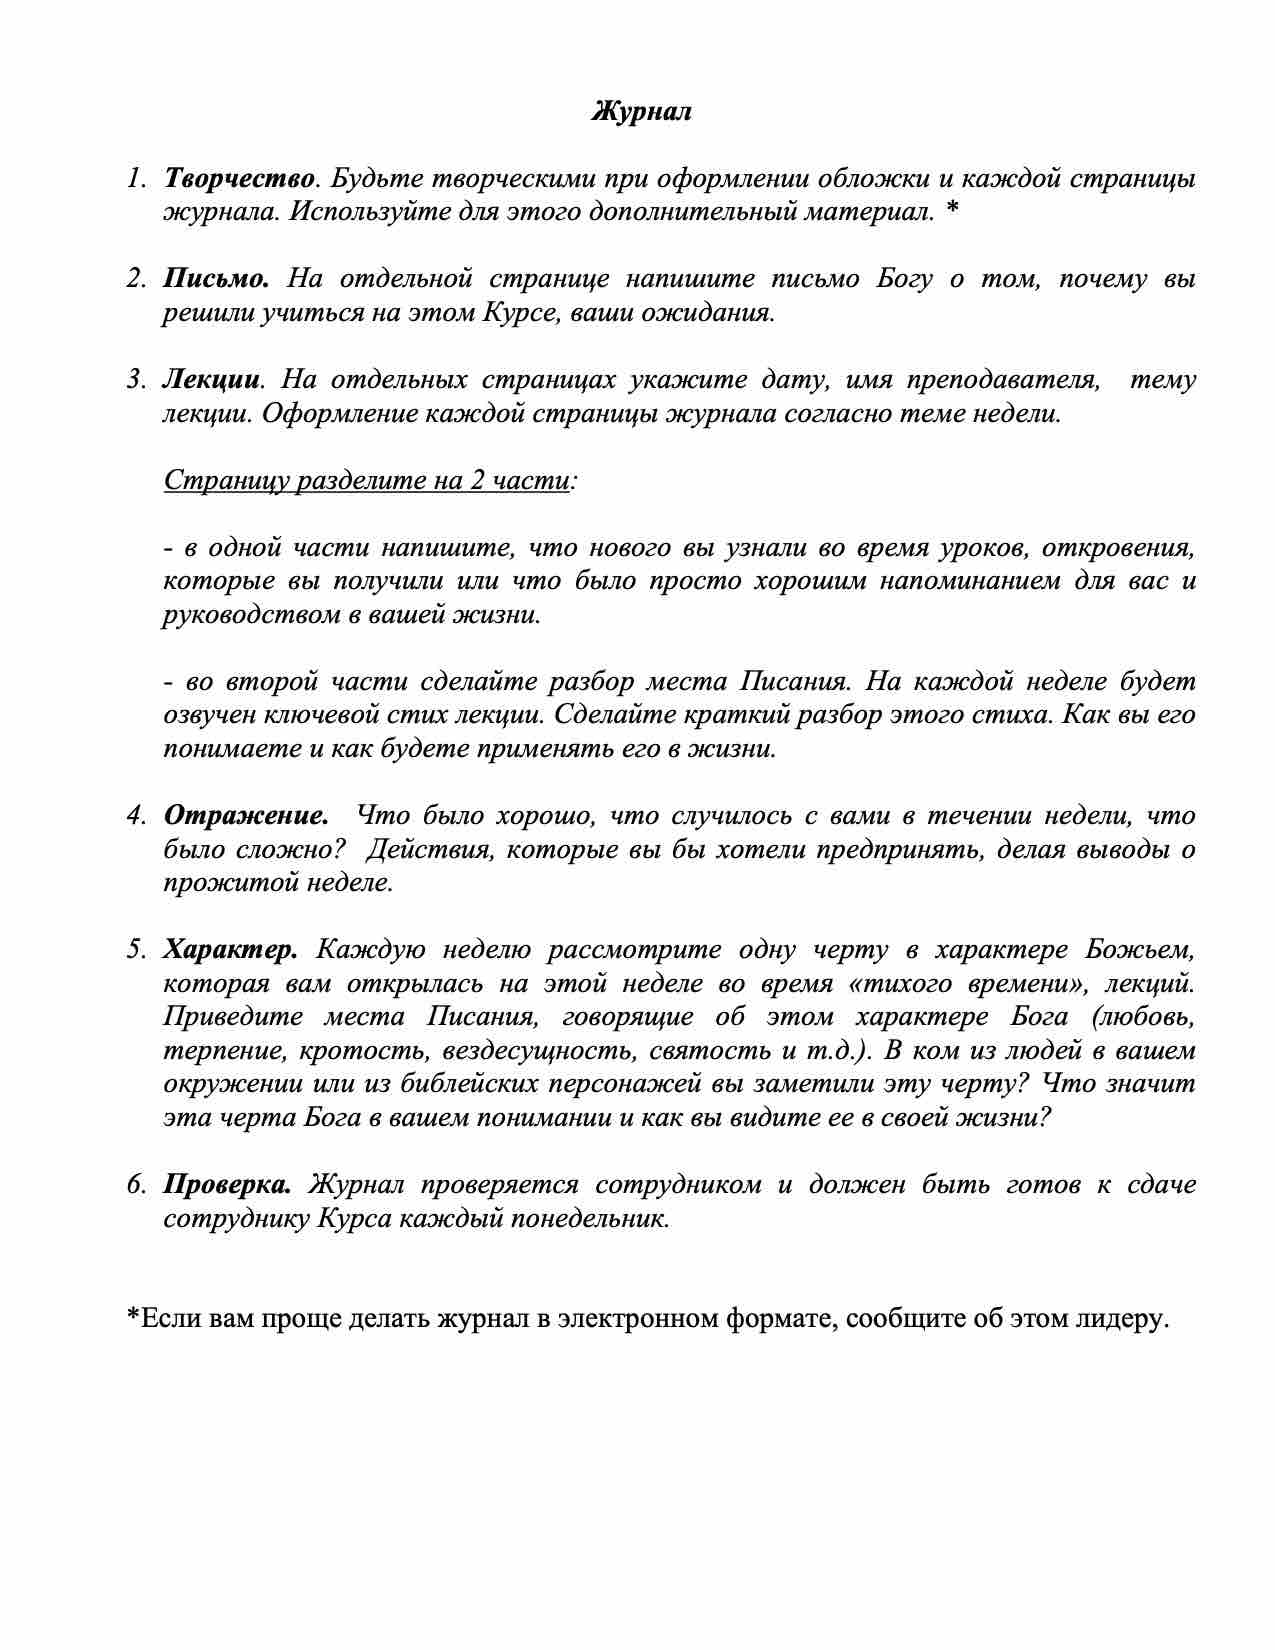 Журнал
1. Творчество. Будьте творческими при оформлении обложки и каждой страницы
журнала. Используйте для этого дополнительный материал. *
2. Письмо. На отдельной странице напишите письмо Богу о том, почему вы
решили учиться на этом Курсе, ваши ожидания.
3. Лекции. На отдельных страницах укажите дату, имя преподавателя, тему
лекции. Оформление каждой страницы журнала согласно теме недели.
Страницу разделите на 2 части:
- в одной части напишите, что нового вы узнали во время уроков, откровения,
которые вы получили или что было просто хорошим напоминанием для вас и
руководством в вашей жизни.
- во второй части сделайте разбор места Писания. На каждой неделе будет
озвучен ключевой стих лекции. Сделайте краткий разбор этого стиха. Как вы его
понимаете и как будете применять его в жизни.
4. Отражение. Что было хорошо, что случилось с вами в течении недели, что
было сложно? Действия, которые вы бы хотели предпринять, делая выводы о
прожитой неделе.
5. Характер. Каждую неделю рассмотрите одну черту в характере Божьем,
которая вам открылась на этой неделе во время «тихого времени», лекций.
Приведите места Писания, говорящие об этом характере Бога (любовь,
терпение, кротость, вездесущность, святость и т.д.). В ком из людей в вашем
окружении или из библейских персонажей вы заметили эту черту? Что значит
эта черта Бога в вашем понимании и как вы видите ее в своей жизни?
6. Проверка. Журнал проверяется сотрудником и должен быть готов к сдаче
сотруднику Курса каждый понедельник.
*Если вам проще делать журнал в электронном формате, сообщите об этом лидеру.